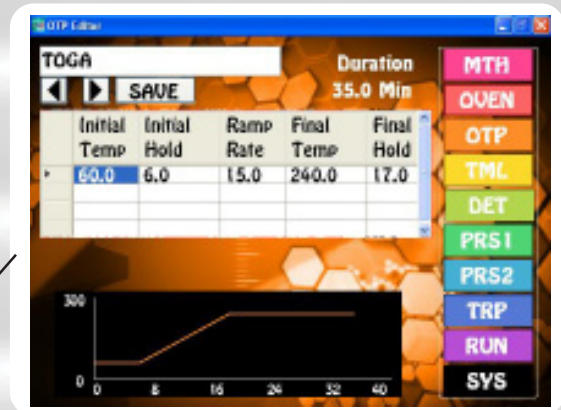 OTP Editor
TOGA
Duration
35.0 Min
SAVE
Initial Temp Initial Hold Ramp Rate Final Temp Final Hold
60.0 6.0 15.0 240.0 17.0
300
0
0 8 16 24 32 40
MTH
OVEN
OTP
TML
DET
PRS1
PRS2
TRP
RUN
SYS